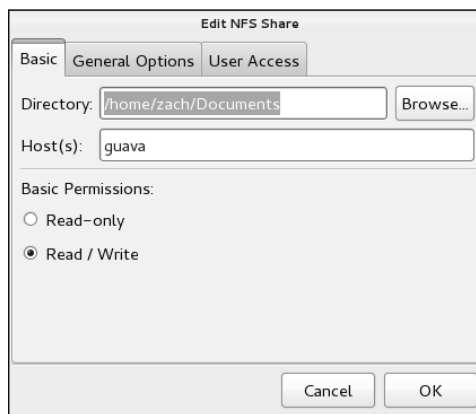 Edit NFS Share
Basic General Options User Access
Directory: /home/zach/Documents Browse...
Host(s): guava
Basic Permissions:
Read-only
Read / Write
Cancel OK